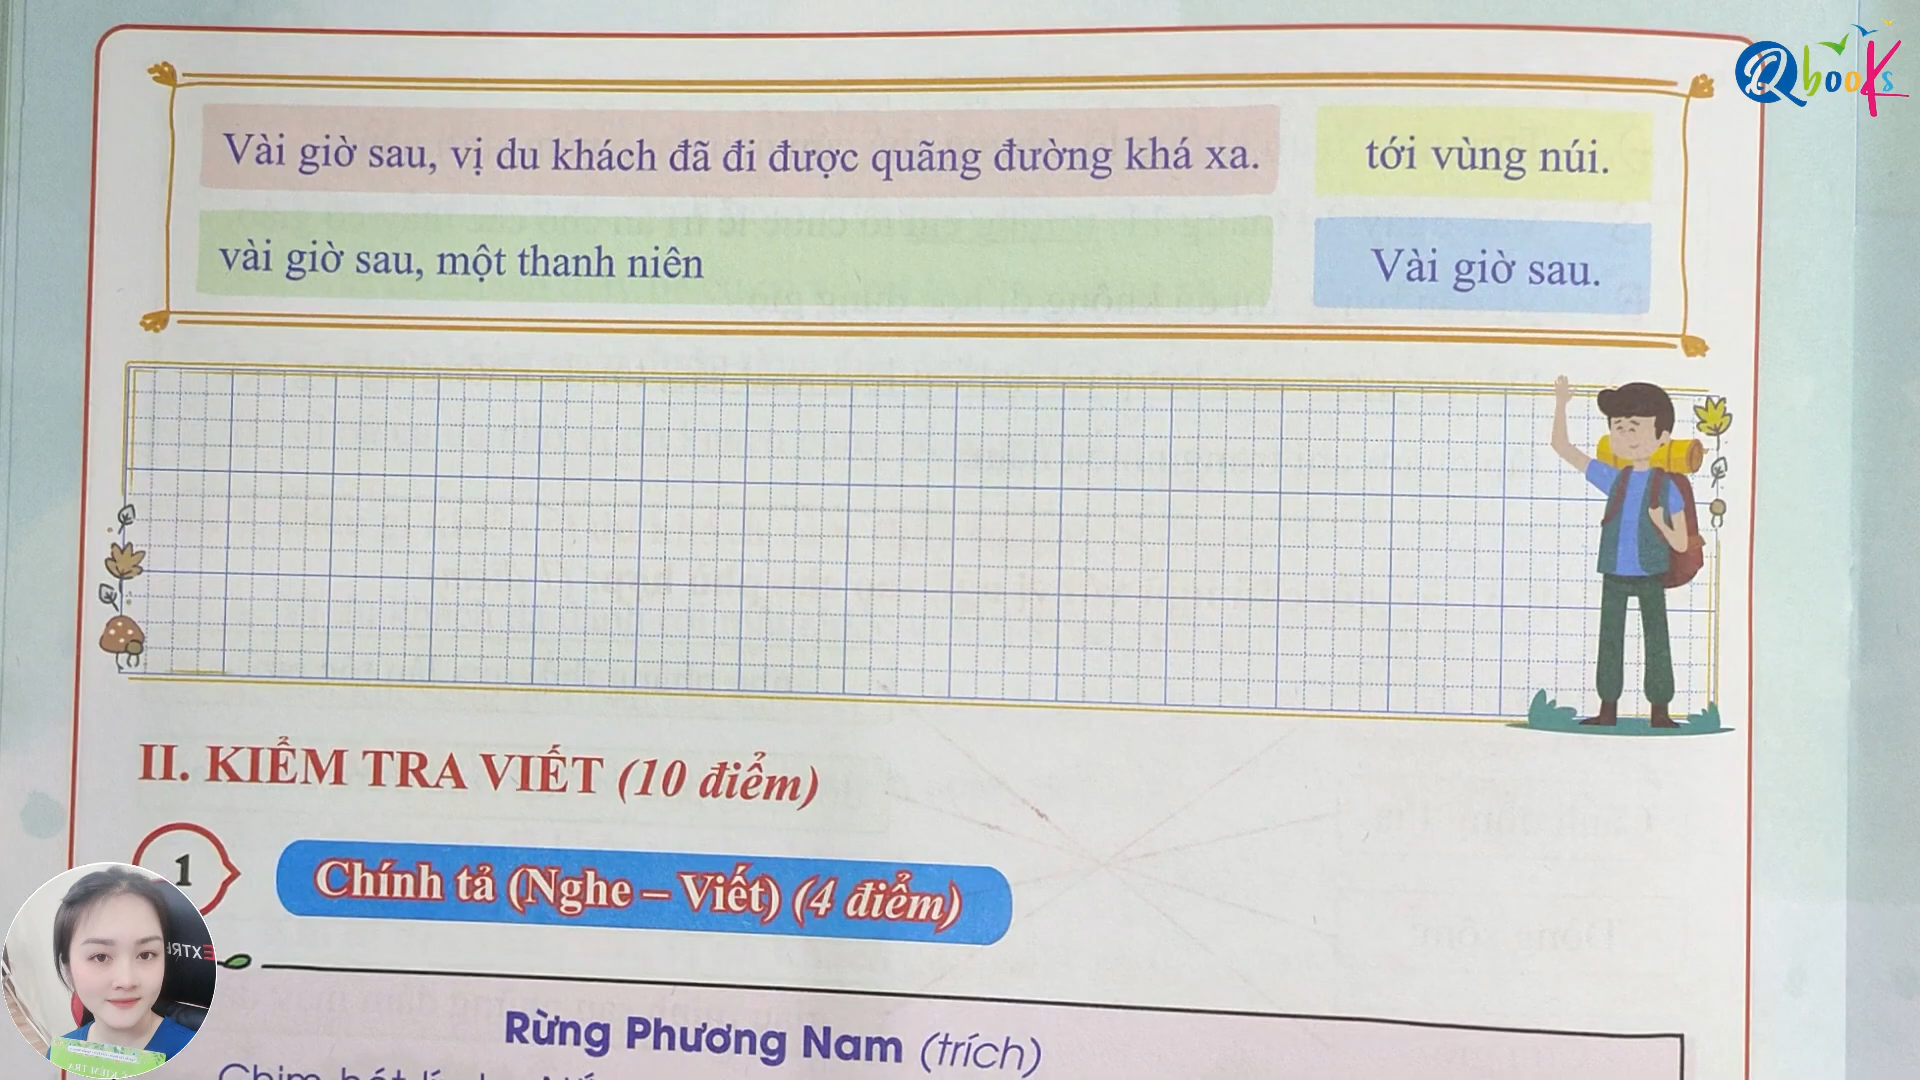 Qbooks
Vài giờ sau, vị du khách đã đi được quãng đường khá xa.
tới vùng núi.
vài giờ sau, một thanh niên
Vài giờ sau.
II. KIỂM TRA VIẾT (10 điểm)
1
Chính tả (Nghe – Viết) (4 điểm)
Rừng Phương Nam (trích)
Chim hót